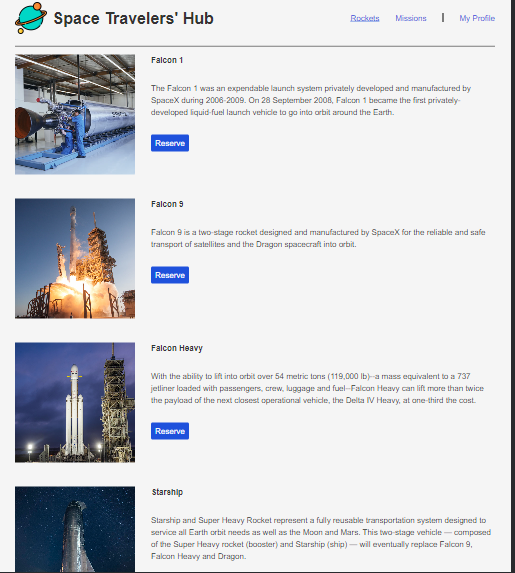 Space Travelers' Hub
Rockets
Missions
|
My Profile
Falcon 1
The Falcon 1 was an expendable launch system privately developed and manufactured by
SpaceX during 2006-2009. On 28 September 2008, Falcon 1 became the first privately-
developed liquid-fuel launch vehicle to go into orbit around the Earth.
Reserve
Falcon 9
Falcon 9 is a two-stage rocket designed and manufactured by SpaceX for the reliable and safe
transport of satellites and the Dragon spacecraft into orbit.
Reserve
Falcon Heavy
With the ability to lift into orbit over 54 metric tons (119,000 lb)--a mass equivalent to a 737
jetliner loaded with passengers, crew, luggage and fuel--Falcon Heavy can lift more than twice
the payload of the next closest operational vehicle, the Delta IV Heavy, at one-third the cost.
Reserve
Starship
Starship and Super Heavy Rocket represent a fully reusable transportation system designed to
service all Earth orbit needs as well as the Moon and Mars. This two-stage vehicle — composed
of the Super Heavy rocket (booster) and Starship (ship) — will eventually replace Falcon 9,
Falcon Heavy and Dragon.